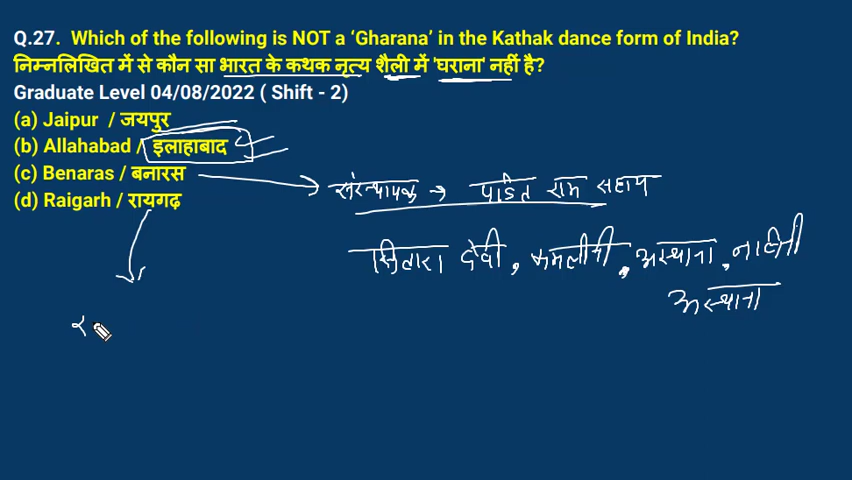 Q.27. Which of the following is NOT a ‘Gharana’ in the Kathak dance form of India?
निम्नलिखित में से कौन सा भारत के कथक नृत्य शैली में 'घराना' नहीं है?
Graduate Level 04/08/2022 ( Shift - 2)
(a) Jaipur / जयपुर
(b) Allahabad / इलाहाबाद
(c) Benaras / बनारस
(d) Raigarh / रायगढ़
संस्थापक → पंडित राम सहाय
सितारा देवी, कमलीनी, अस्थाना, नालिनी
अस्थाना